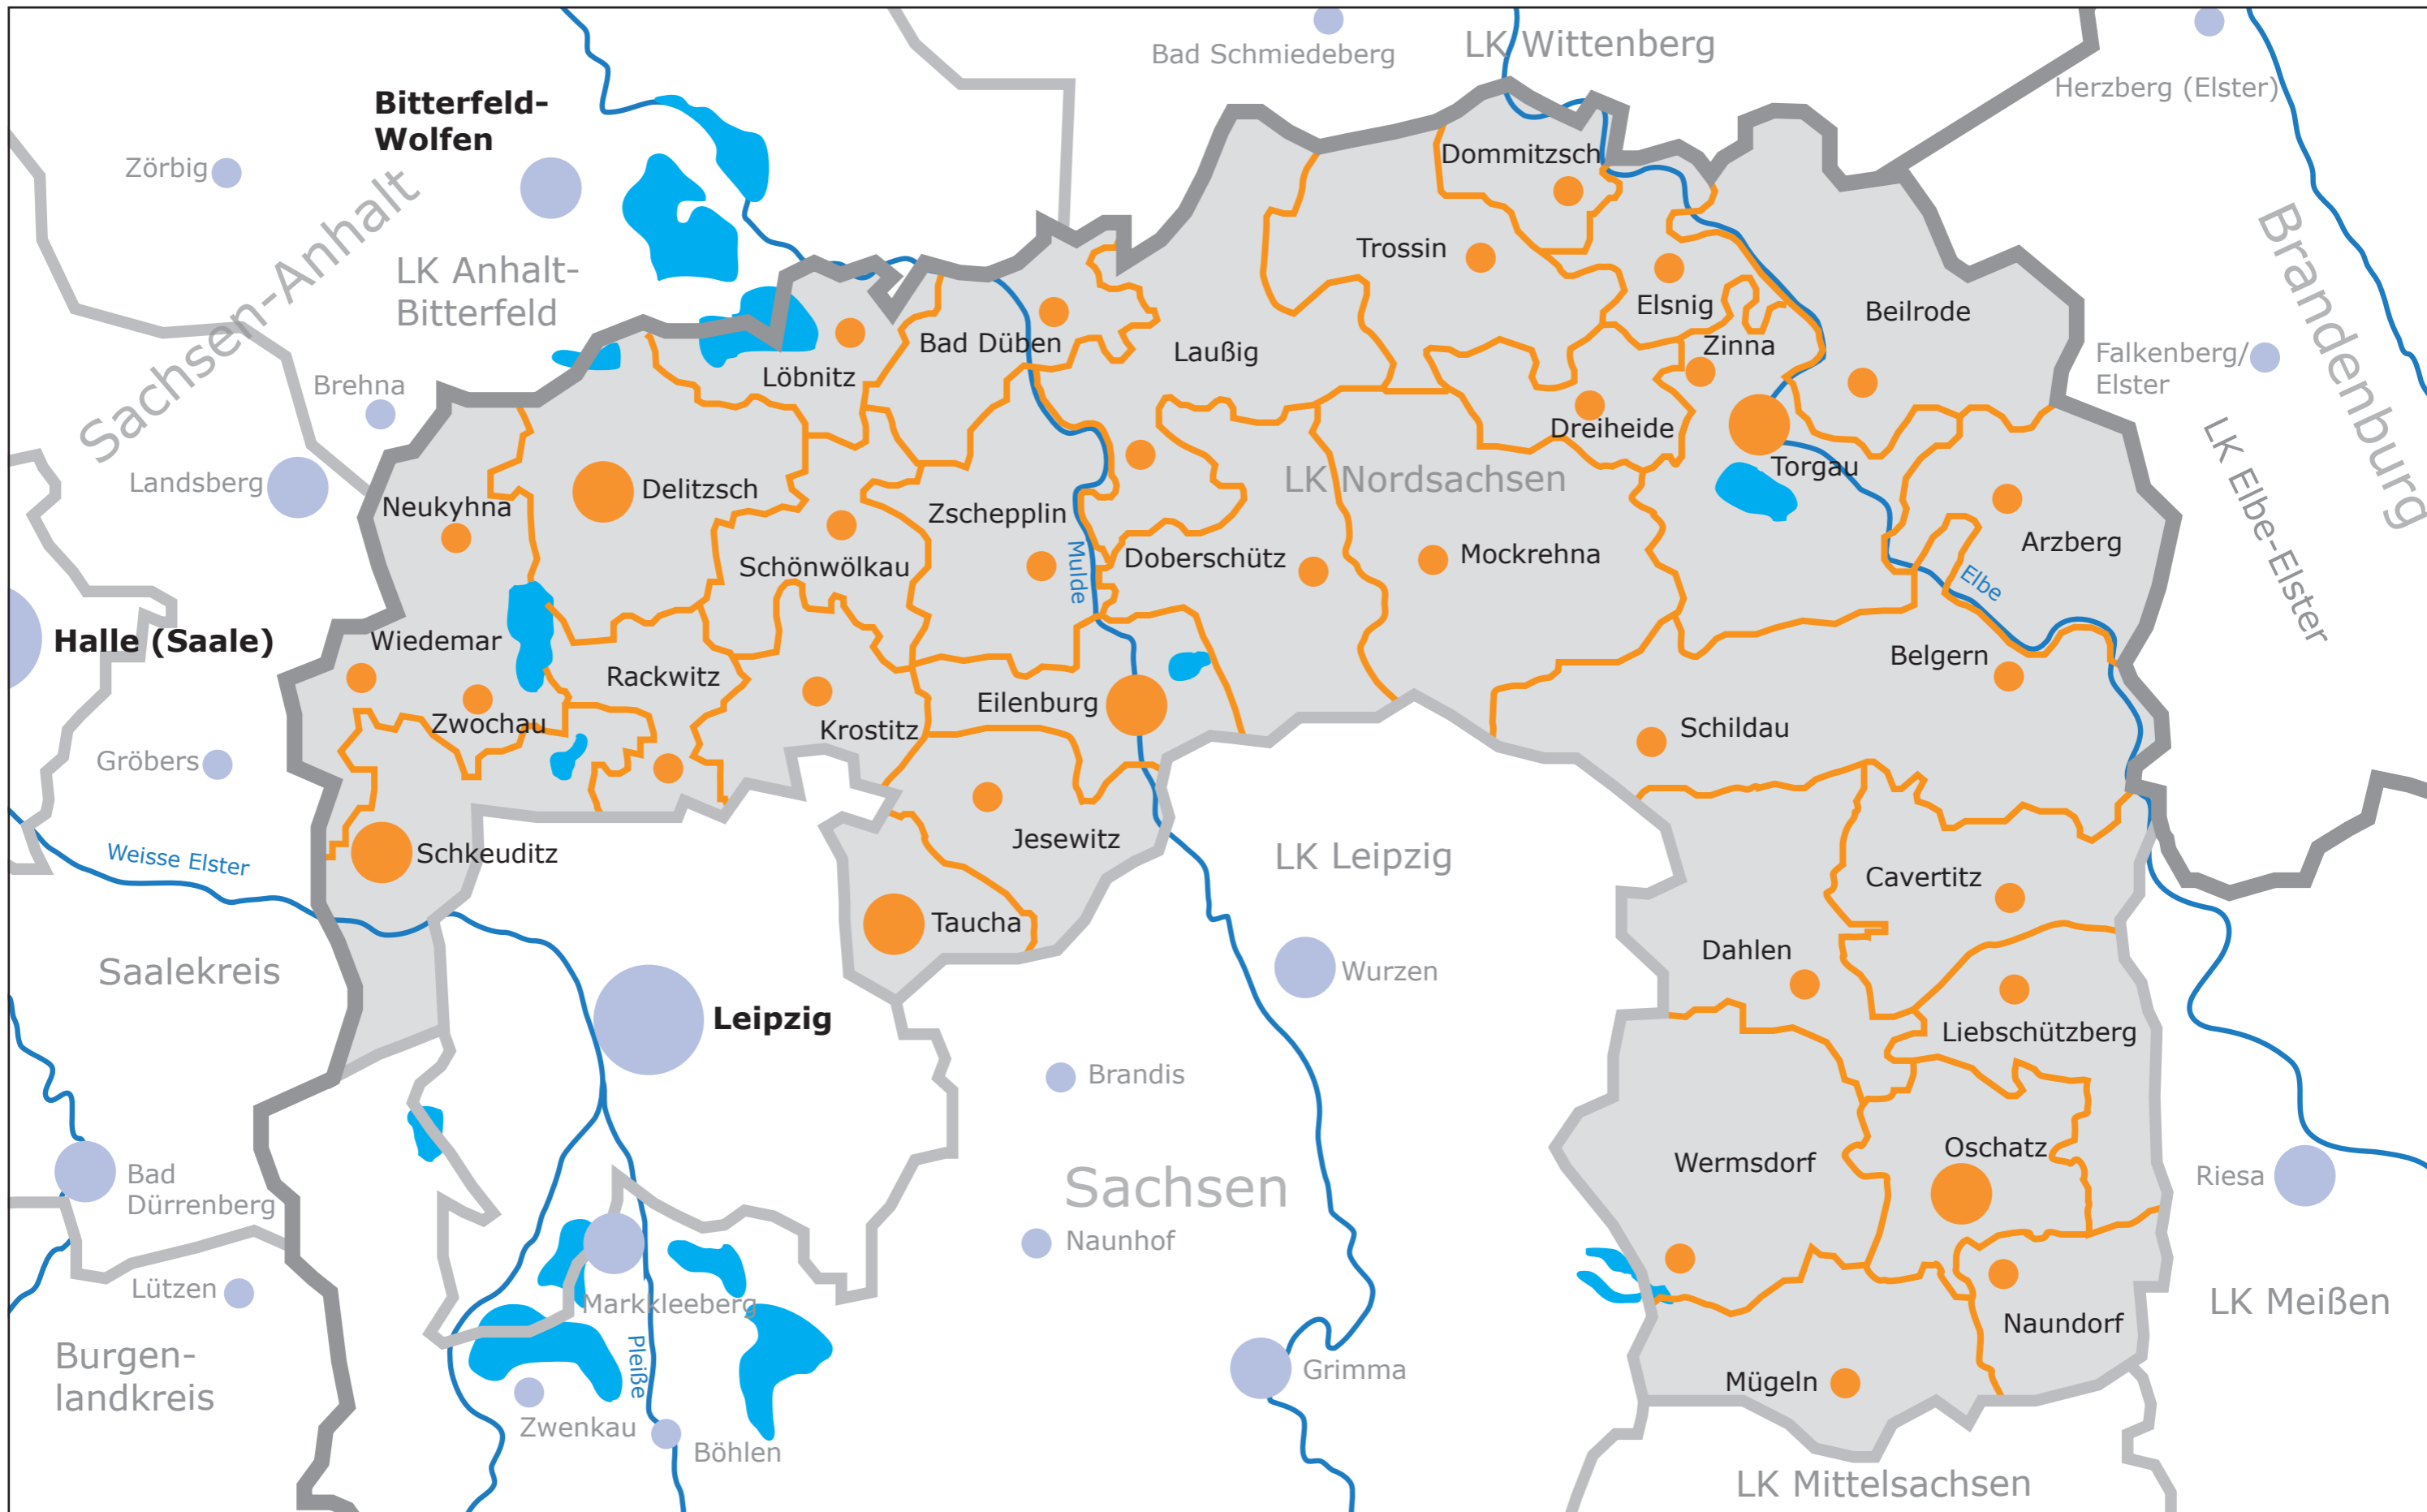 Bad Schmiedeberg
LK Wittenberg
Herzberg (Elster)
Bitterfeld-
Wolfen
Zörbig
Sachsen-Anhalt
LK Anhalt-
Bitterfeld
Brandenburg
Dommitzsch
Trossin
Elsnig
Beilrode
Zinna
Bad Düben
Laußig
Löbnitz
Falkenberg/
Elster
Brehna
Dreiheide
Torgau
LK Elbe-Elster
Landsberg
Neukyhna
Delitzsch
LK Nordsachsen
Zschepplin
Schönwölkau
Mulde
Doberschütz
Mockrehna
Arzberg
Elbe
Halle (Saale)
Wiedemar
Rackwitz
Belgern
Eilenburg
Zwochau
Krostitz
Schildau
Gröbers
Jesewitz
Weisse Elster
Schkeuditz
LK Leipzig
Cavertitz
Taucha
Dahlen
Saalekreis
Wurzen
Leipzig
Liebschützberg
Brandis
Oschatz
Wermsdorf
Bad
Dürrenberg
Sachsen
Riesa
Naunhof
Lützen
Markkleeberg
LK Meißen
Naundorf
Burgen-
landkreis
Pleiße
Grimma
Mügeln
Zwenkau
Böhlen
LK Mittelsachsen